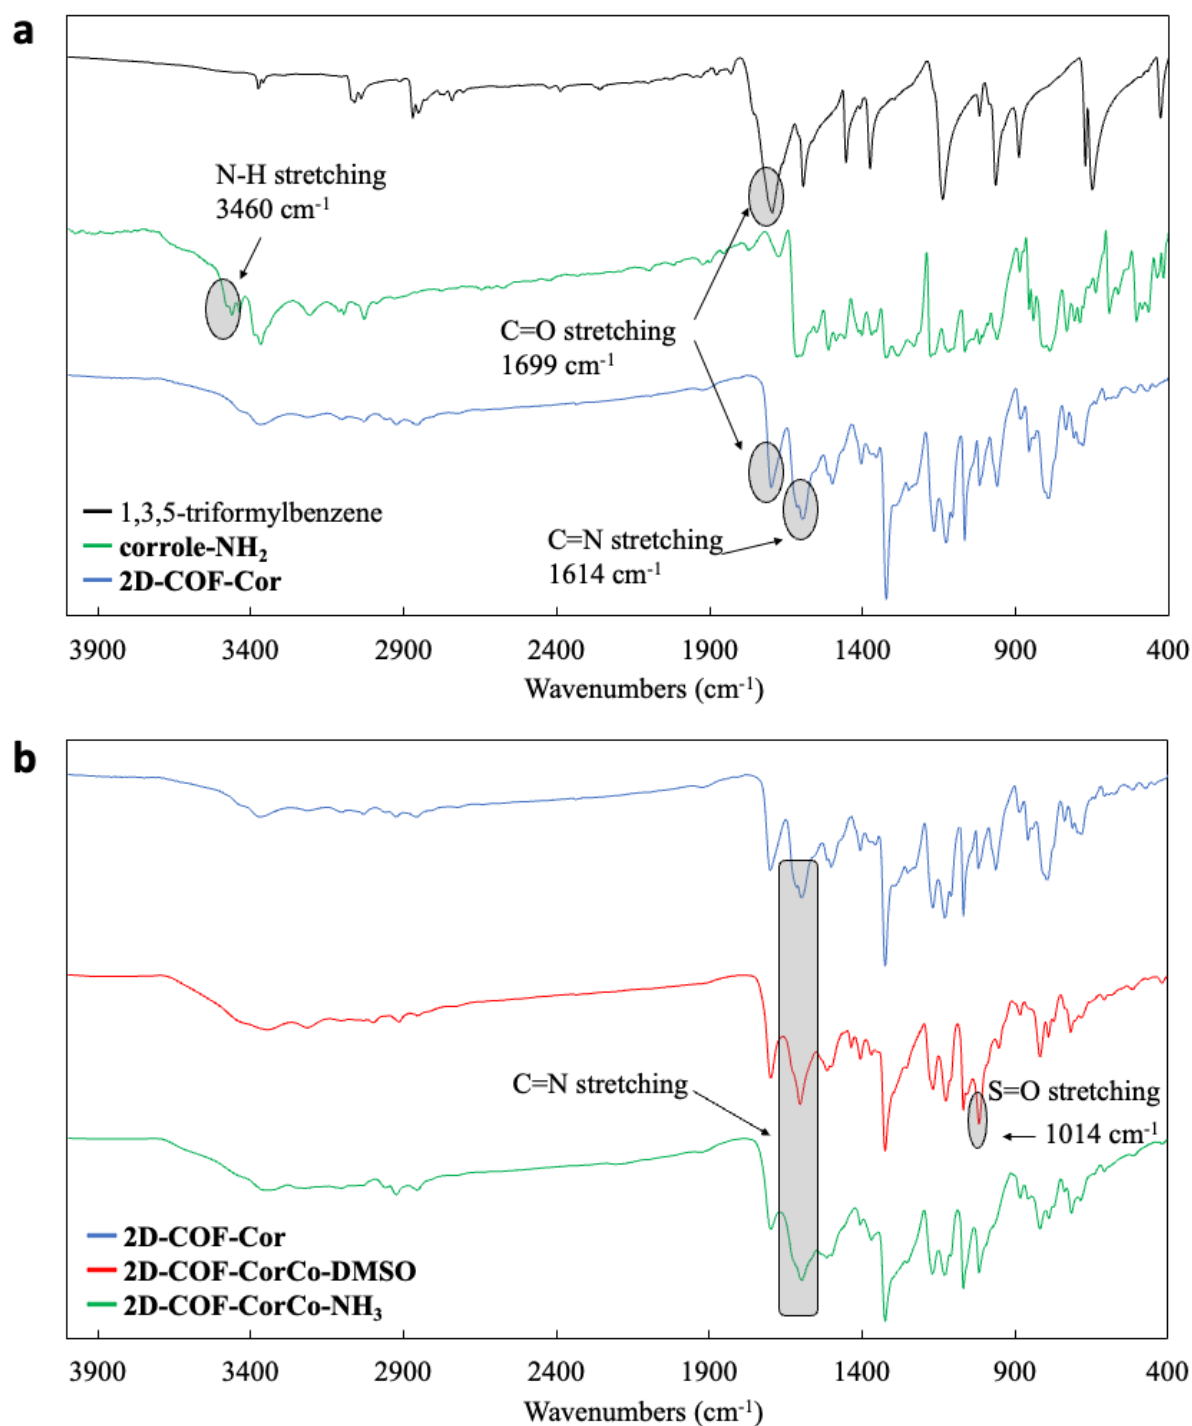 a
N-H stretching
3460 cm⁻¹
C=O stretching
1699 cm⁻¹
C=N stretching
1614 cm⁻¹
1,3,5-triformylbenzene
corrole-NH₂
2D-COF-Cor
3900 3400 2900 2400 1900 1400 900 400
Wavenumbers (cm⁻¹)
b
C=N stretching
S=O stretching
1014 cm⁻¹
2D-COF-Cor
2D-COF-CorCo-DMSO
2D-COF-CorCo-NH₃
3900 3400 2900 2400 1900 1400 900 400
Wavenumbers (cm⁻¹)